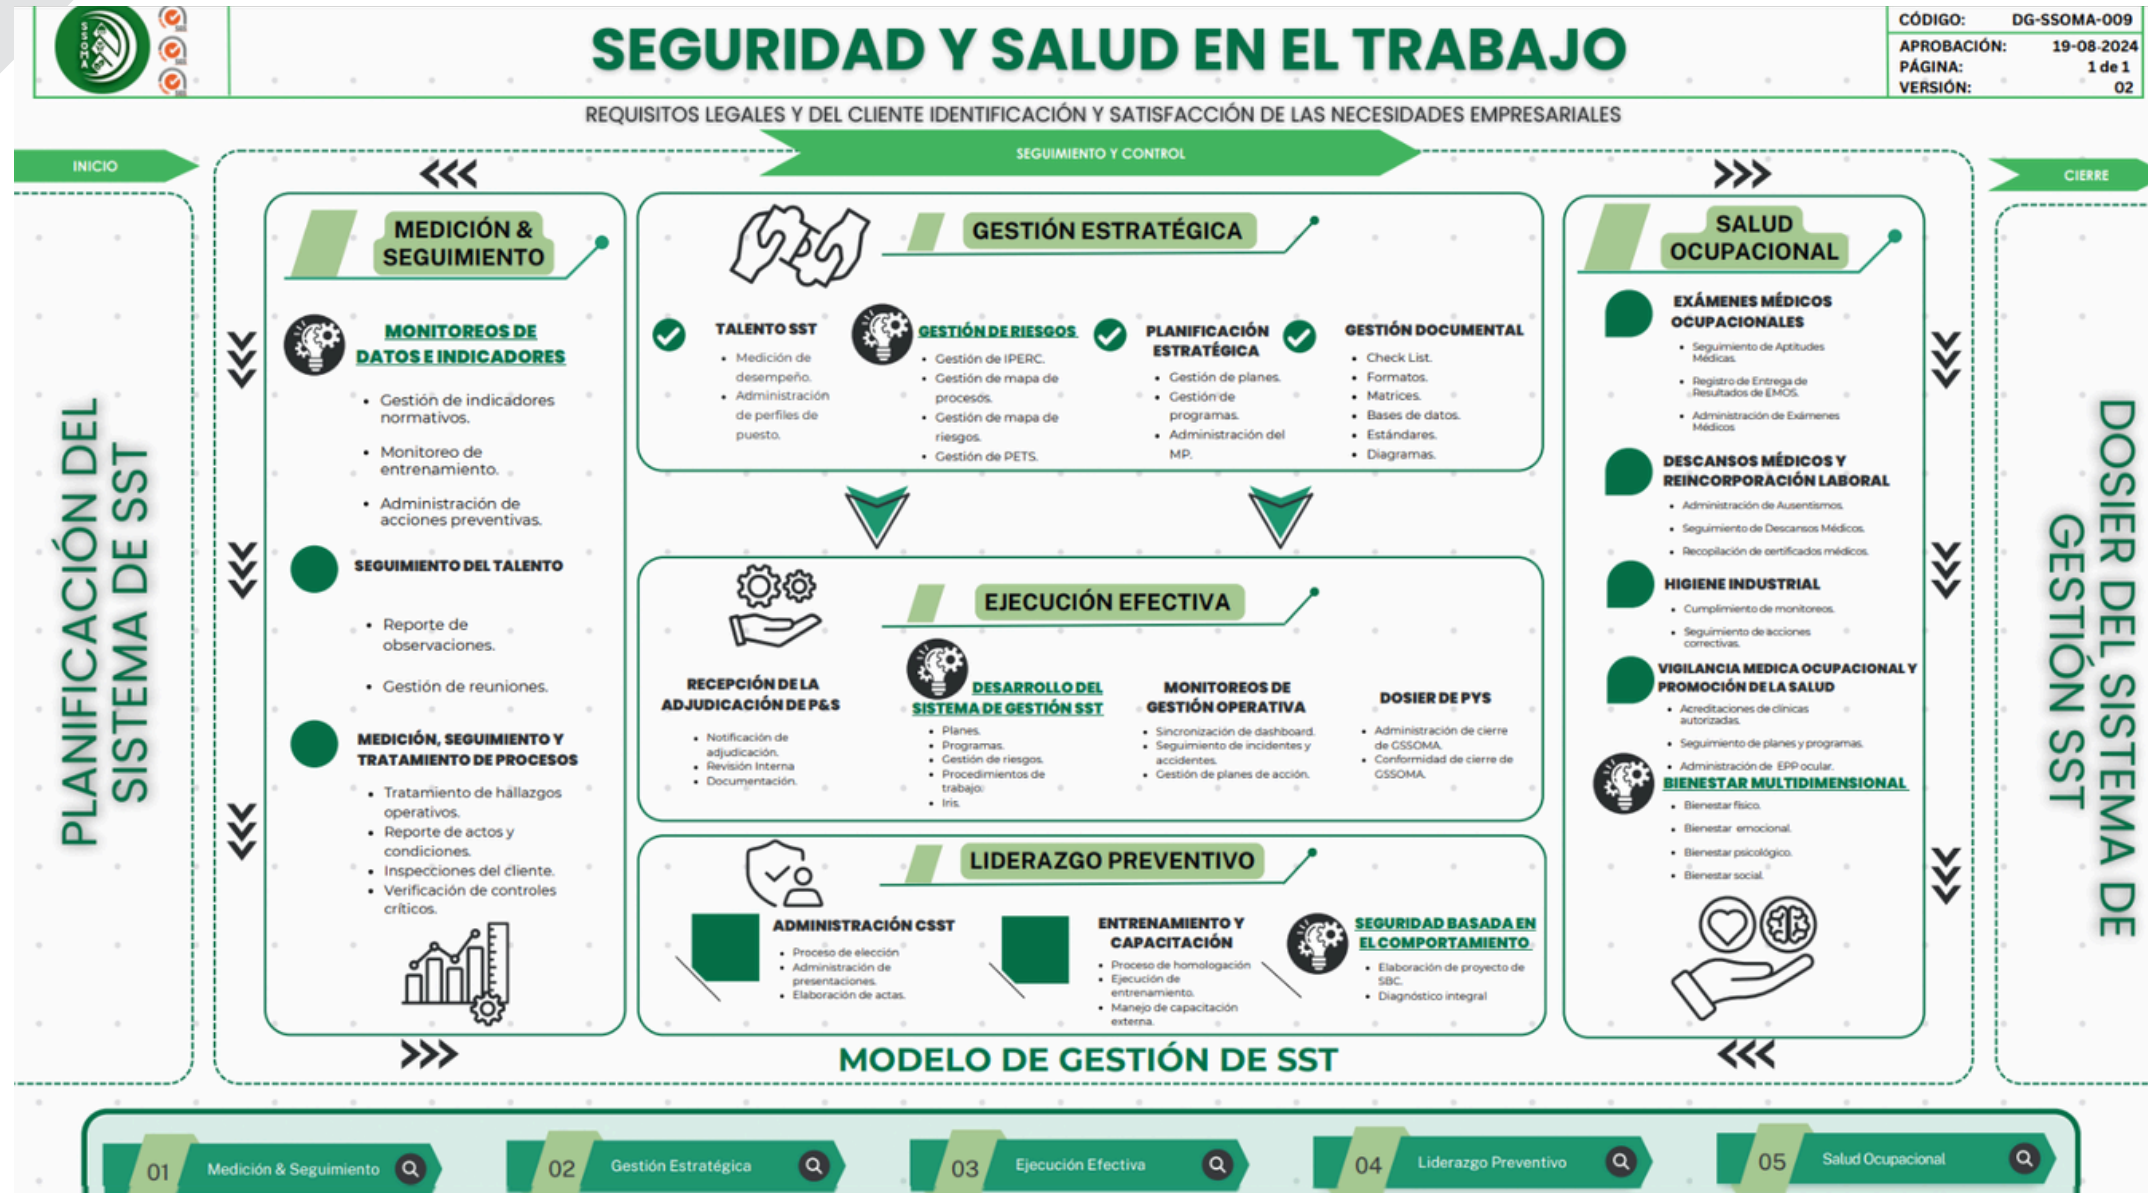 SSOMA
SEGURIDAD Y SALUD EN EL TRABAJO
CÓDIGO: DG-SSOMA-009
APROBACIÓN: 19-08-2024
PÁGINA: 1 de 1
VERSIÓN: 02
REQUISITOS LEGALES Y DEL CLIENTE IDENTIFICACIÓN Y SATISFACCIÓN DE LAS NECESIDADES EMPRESARIALES
INICIO
SEGUIMIENTO Y CONTROL
CIERRE
PLANIFICACIÓN DEL
SISTEMA DE SST
MEDICIÓN &
SEGUIMIENTO
MONITOREOS DE
DATOS E INDICADORES
• Gestión de indicadores
normativos.
• Monitoreo de
entrenamiento.
• Administración de
acciones preventivas.
SEGUIMIENTO DEL TALENTO
• Reporte de
observaciones.
• Gestión de reuniones.
MEDICIÓN, SEGUIMIENTO Y
TRATAMIENTO DE PROCESOS
• Tratamiento de hallazgos
operativos.
• Reporte de actos y
condiciones.
• Inspecciones del cliente.
• Verificación de controles
críticos.
GESTIÓN ESTRATÉGICA
TALENTO SST
• Medición de
desempeño.
• Administración
de perfiles de
puesto.
GESTIÓN DE RIESGOS
• Gestión de IPERC.
• Gestión de mapa de
procesos.
• Gestión de mapa de
riesgos.
• Gestión de PETS.
PLANIFICACIÓN
ESTRATÉGICA
• Gestión de planes.
• Gestión de
programas.
• Administración del
MP.
GESTIÓN DOCUMENTAL
• Check List.
• Formatos.
• Matrices.
• Bases de datos.
• Estándares.
• Diagramas.
EJECUCIÓN EFECTIVA
RECEPCIÓN DE LA
ADJUDICACIÓN DE P&S
• Notificación de
adjudicación.
• Revisión Interna
• Documentación.
DESARROLLO DEL
SISTEMA DE GESTIÓN SST
• Planes.
• Programas.
• Gestión de riesgos.
• Procedimientos de
trabajo.
• Iris.
MONITOREOS DE
GESTIÓN OPERATIVA
• Sincronización de dashboard.
• Seguimiento de incidentes y
accidentes.
• Gestión de planes de acción.
DOSIER DE PYS
• Administración de cierre
de GSSOMA.
• Conformidad de cierre de
GSSOMA.
LIDERAZGO PREVENTIVO
ADMINISTRACIÓN CSST
• Proceso de elección
• Administración de
presentaciones.
• Elaboración de actas.
ENTRENAMIENTO Y
CAPACITACIÓN
• Proceso de homologación
• Ejecución de
entrenamiento.
• Manejo de capacitación
externa.
SEGURIDAD BASADA EN
EL COMPORTAMIENTO
• Elaboración de proyecto de
SBC.
• Diagnóstico integral
SALUD
OCUPACIONAL
EXÁMENES MÉDICOS
OCUPACIONALES
• Seguimiento de Aptitudes
Médicas.
• Registro de Entrega de
Resultados de EMOS.
• Administración de Exámenes
Médicos
DESCANSOS MÉDICOS Y
REINCORPORACIÓN LABORAL
• Administración de Ausentismos.
• Seguimiento de Descansos Médicos.
• Recopilación de certificados médicos.
HIGIENE INDUSTRIAL
• Cumplimiento de monitoreos.
• Seguimiento de acciones
correctivas.
VIGILANCIA MEDICA OCUPACIONAL Y
PROMOCIÓN DE LA SALUD
• Acreditaciones de clínicas
autorizadas.
• Seguimiento de planes y programas.
• Administración de EPP ocular.
BIENESTAR MULTIDIMENSIONAL
• Bienestar físico.
• Bienestar emocional.
• Bienestar psicológico.
• Bienestar social.
DOSIER DEL SISTEMA DE
GESTIÓN SST
MODELO DE GESTIÓN DE SST
01 Medición & Seguimiento
02 Gestión Estratégica
03 Ejecución Efectiva
04 Liderazgo Preventivo
05 Salud Ocupacional